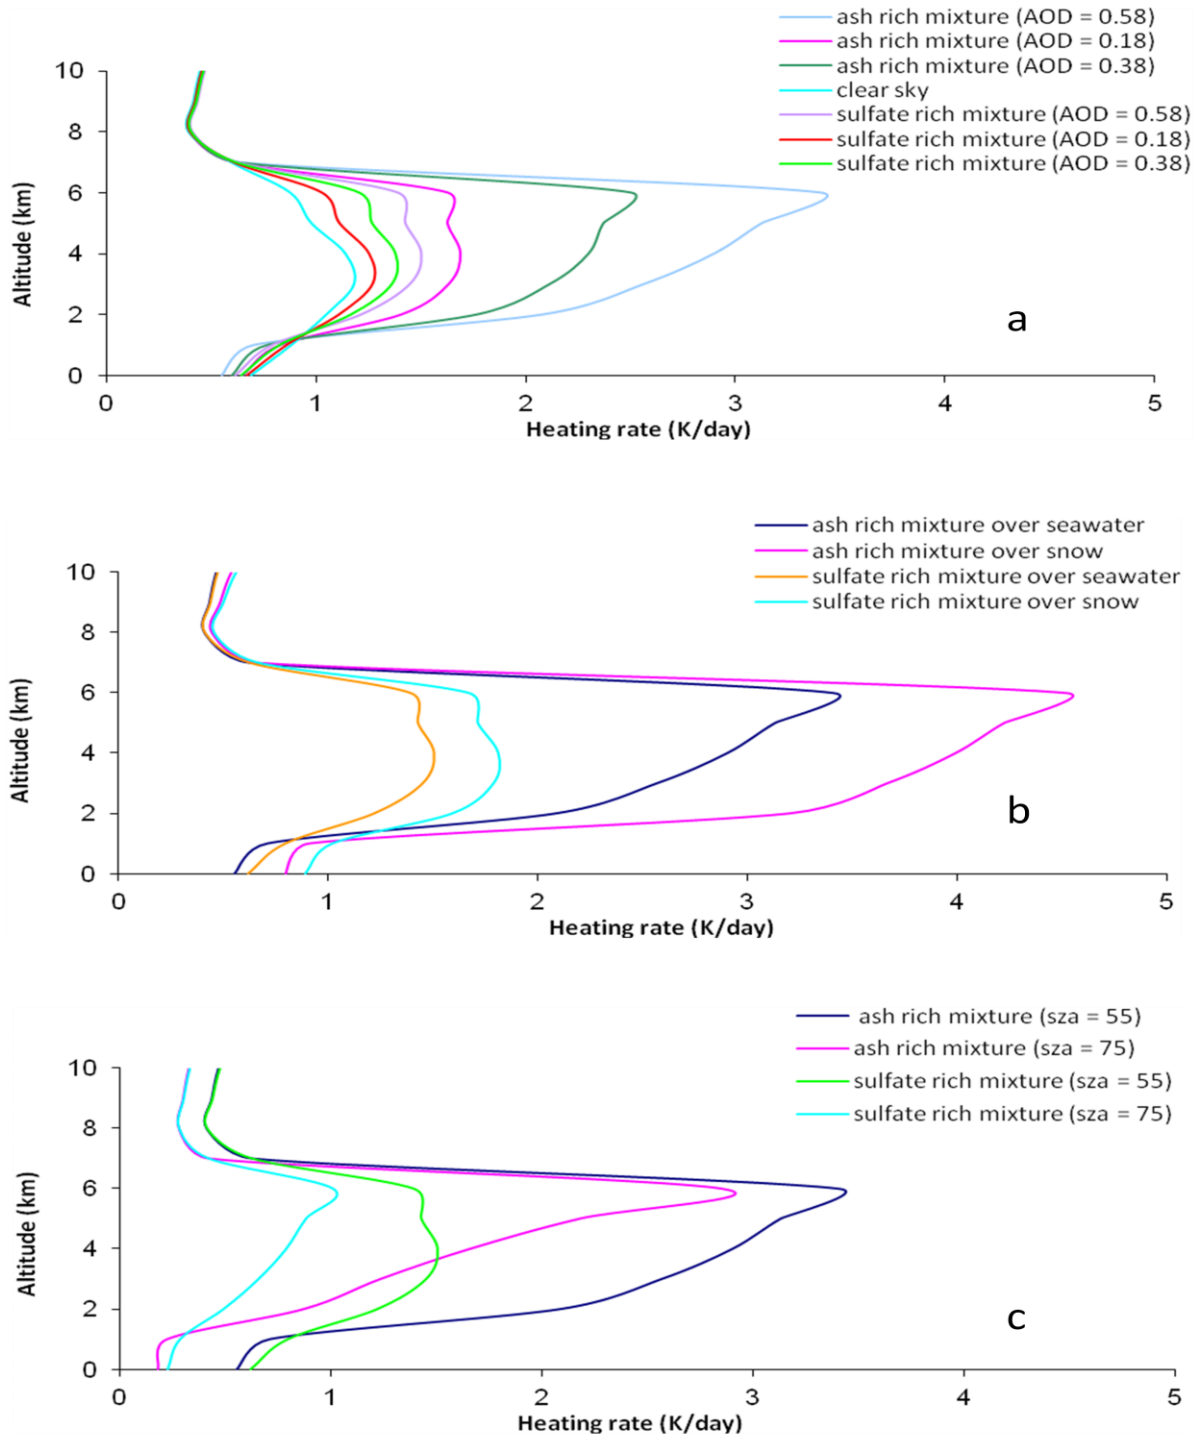 ash rich mixture (AOD = 0.58)
ash rich mixture (AOD = 0.18)
ash rich mixture (AOD = 0.38)
clear sky
sulfate rich mixture (AOD = 0.58)
sulfate rich mixture (AOD = 0.18)
sulfate rich mixture (AOD = 0.38)
10
8
6
4
2
0
Altitude (km)
a
0 1 2 3 4 5
Heating rate (K/day)
ash rich mixture over seawater
ash rich mixture over snow
sulfate rich mixture over seawater
sulfate rich mixture over snow
10
8
6
4
2
0
Altitude (km)
b
0 1 2 3 4 5
Heating rate (K/day)
ash rich mixture (sza = 55)
ash rich mixture (sza = 75)
sulfate rich mixture (sza = 55)
sulfate rich mixture (sza = 75)
10
8
6
4
2
0
Altitude (km)
c
0 1 2 3 4 5
Heating rate (K/day)